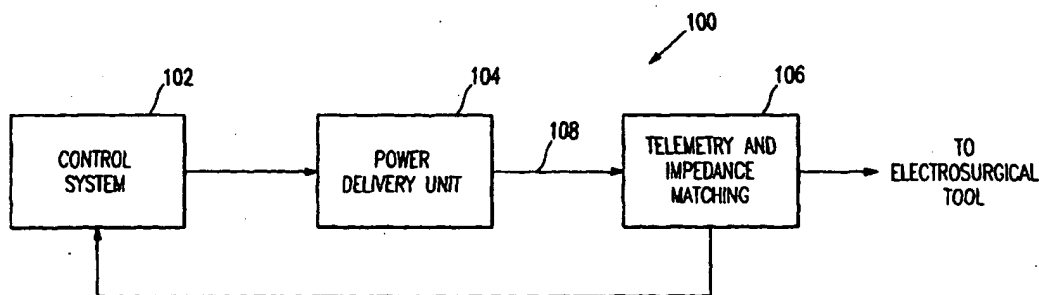 100
102
104
106
CONTROL
SYSTEM
POWER
DELIVERY UNIT
108
TELEMETRY AND
IMPEDANCE
MATCHING
TO
ELECTROSURGICAL
TOOL